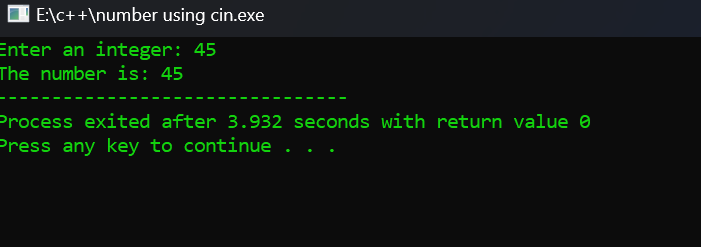 E:\c++\number using cin.exe
Enter an integer: 45
The number is: 45
--------------------------------
Process exited after 3.932 seconds with return value 0
Press any key to continue . . .